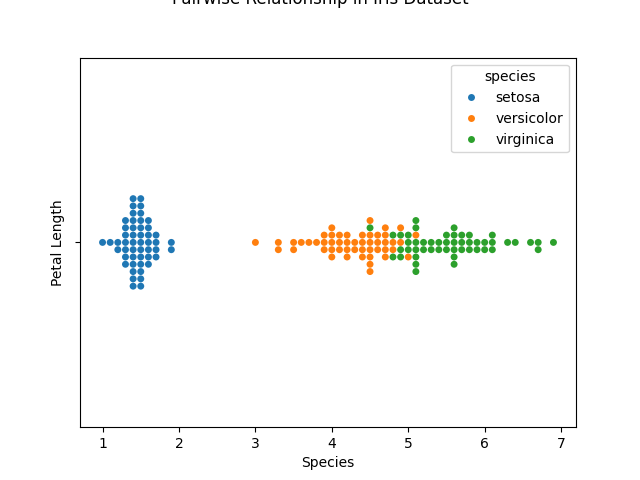 Pairwise Relationship in Iris Dataset
species
setosa
versicolor
virginica
Petal Length
1 2 3 4 5 6 7
Species